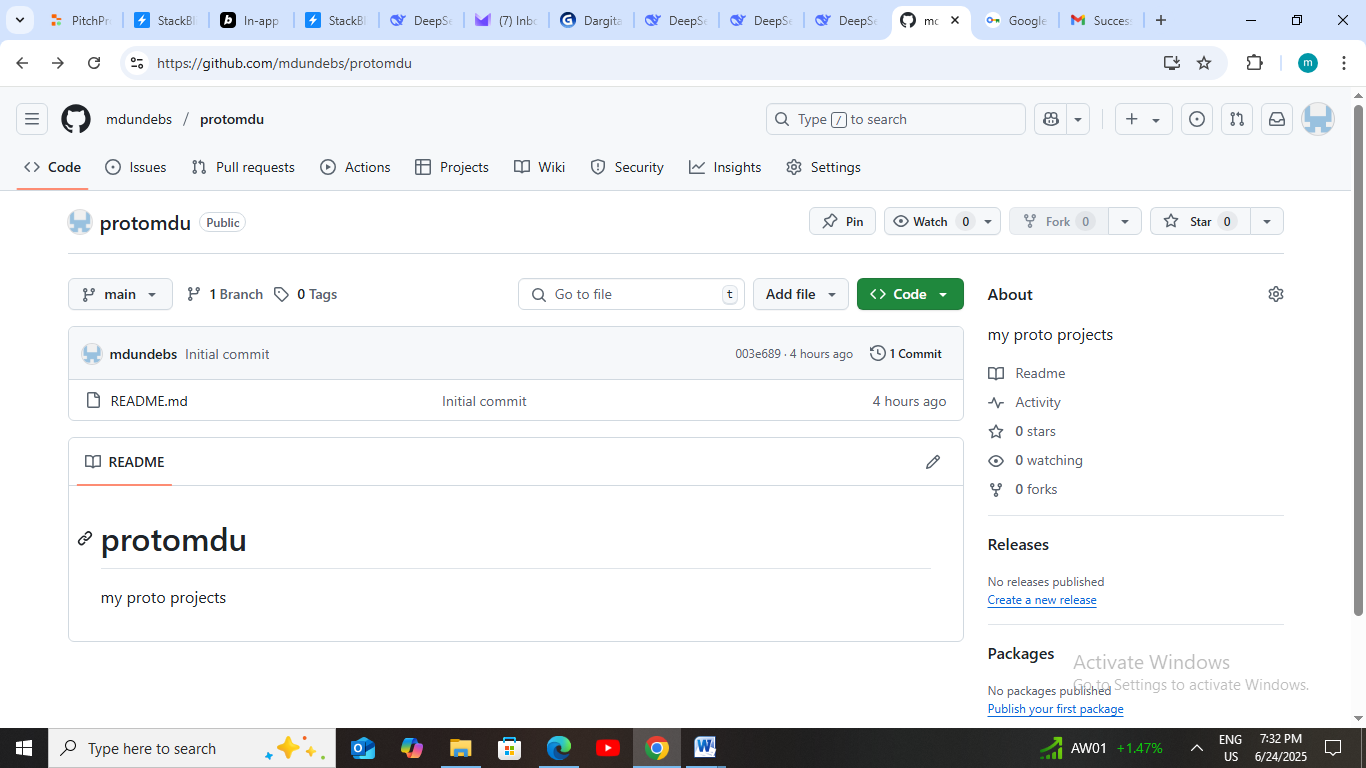 PitchPr
StackBl
In-app
StackBl
DeepSe
(7) Inb
Dargita
DeepSe
DeepSe
DeepSe
mc
Google
Success
https://github.com/mdundebs/protomdu
m
mdundebs / protomdu
Type / to search
Code
Issues
Pull requests
Actions
Projects
Wiki
Security
Insights
Settings
protomdu Public
Pin
Watch 0
Fork 0
Star 0
main
1 Branch
0 Tags
Go to file t
Add file
Code
mdundebs Initial commit
003e689 · 4 hours ago
1 Commit
README.md
Initial commit
4 hours ago
README
protomdu
my proto projects
About
my proto projects
Readme
Activity
0 stars
0 watching
0 forks
Releases
No releases published
Create a new release
Packages
No packages published
Publish your first package
Activate Windows
Go to Settings to activate Windows.
Type here to search
AW01 +1.47%
ENG
US
7:32 PM
6/24/2025